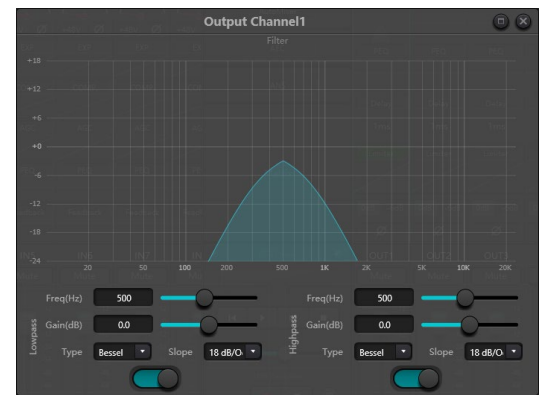 Output Channel1
Filter
+18
+12
+6
+0
-6
-12
-18
-24
20 50 100 200 500 1K 2K 5K 10K 20K
Lowpass
Freq(Hz) 500
Gain(dB) 0.0
Type Bessel Slope 18 dB/O
Highpass
Freq(Hz) 500
Gain(dB) 0.0
Type Bessel Slope 18 dB/O